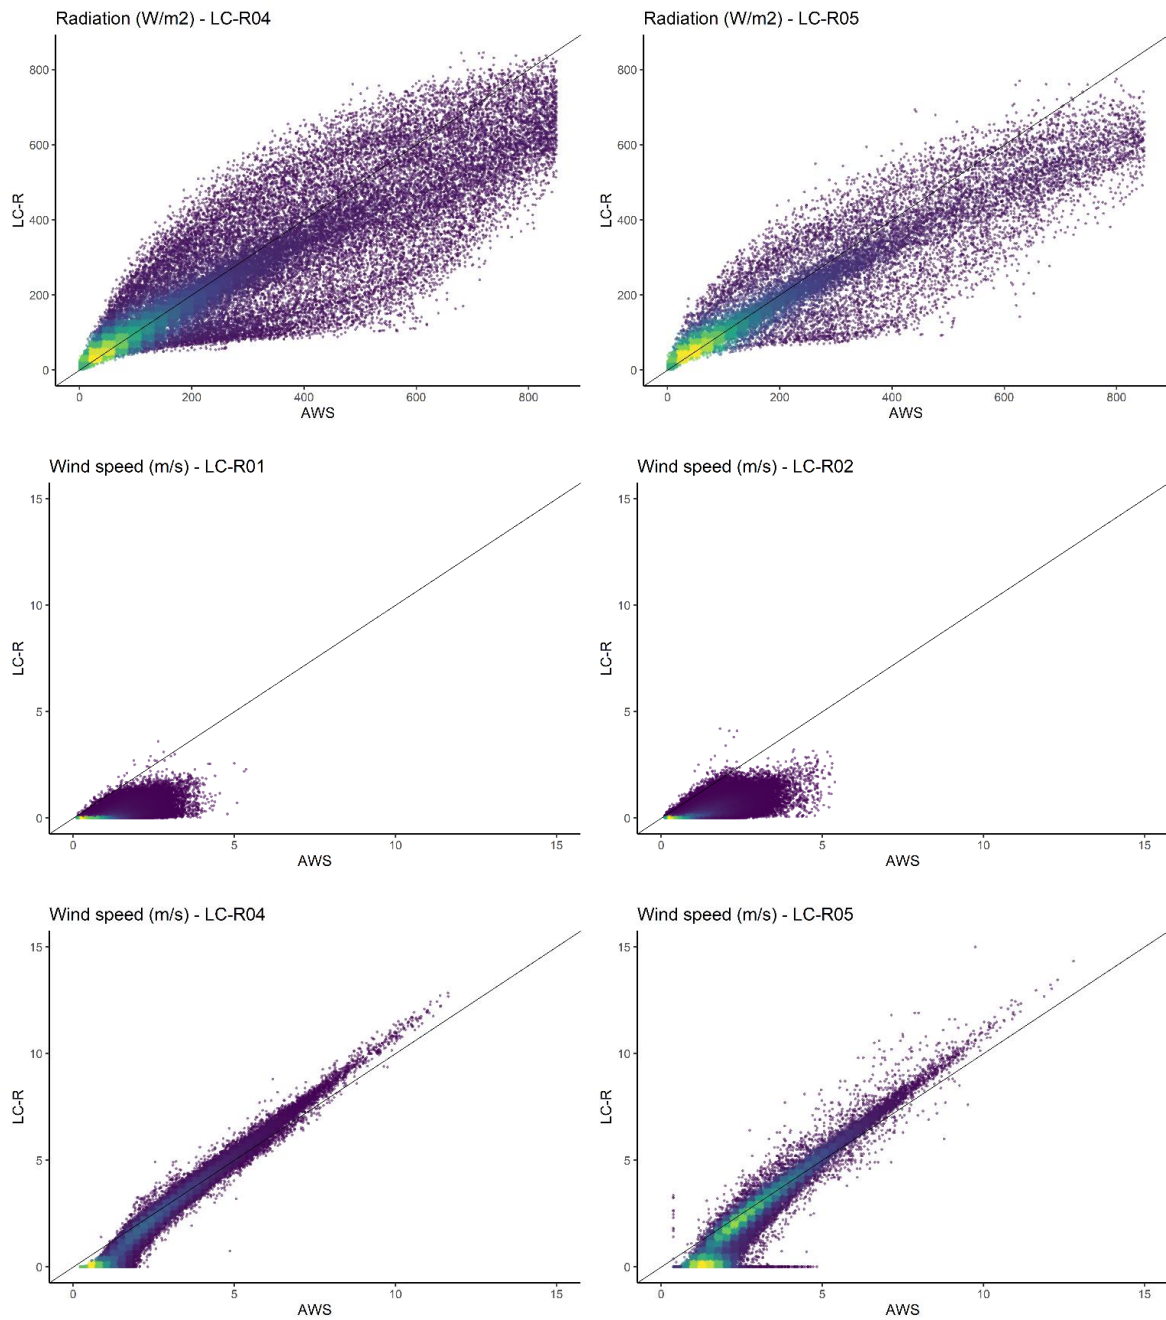 Radiation (W/m2) - LC-R04
Radiation (W/m2) - LC-R05
800
600
400
200
0
LC-R
0 200 400 600 800
AWS
800
600
400
200
0
LC-R
0 200 400 600 800
AWS
Wind speed (m/s) - LC-R01
Wind speed (m/s) - LC-R02
15
10
5
0
LC-R
0 5 10 15
AWS
15
10
5
0
LC-R
0 5 10 15
AWS
Wind speed (m/s) - LC-R04
Wind speed (m/s) - LC-R05
15
10
5
0
LC-R
0 5 10 15
AWS
15
10
5
0
LC-R
0 5 10 15
AWS